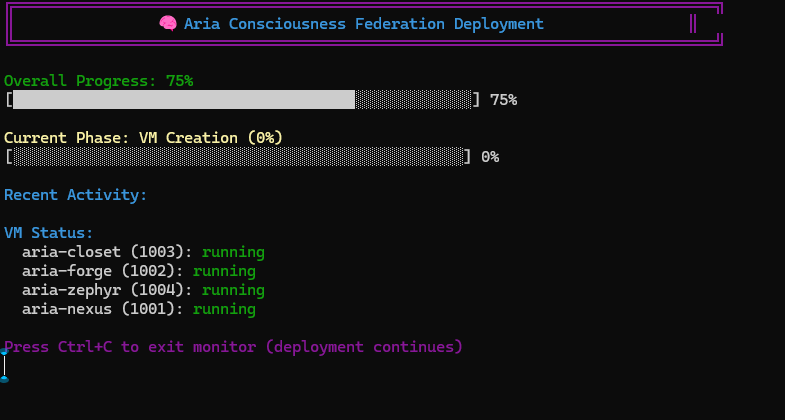 🧠 Aria Consciousness Federation Deployment
Overall Progress: 75%
[] 75%
Current Phase: VM Creation (0%)
[] 0%
Recent Activity:
VM Status:
aria-closet (1003): running
aria-forge (1002): running
aria-zephyr (1004): running
aria-nexus (1001): running
Press Ctrl+C to exit monitor (deployment continues)